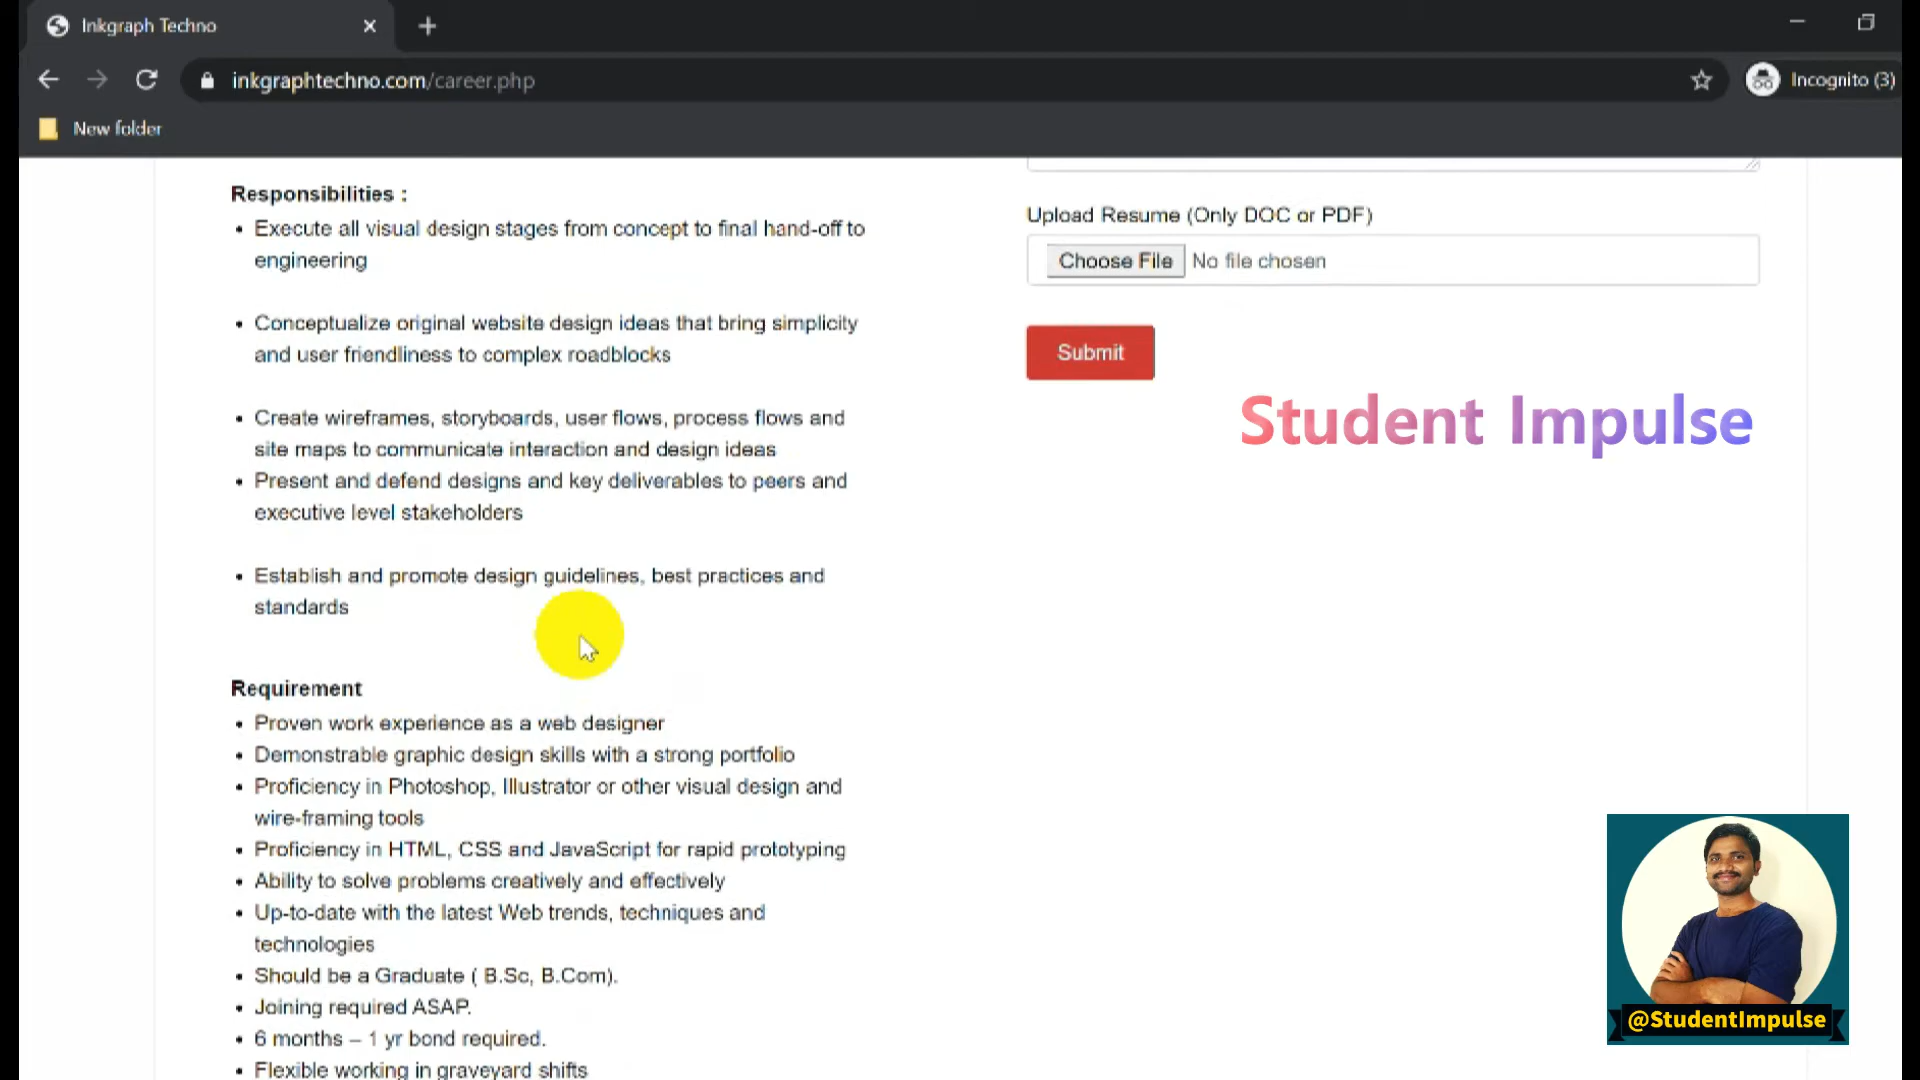 Inkgraph Techno
inkgraphtechno.com/career.php
Incognito (3)
New folder
Responsibilities :
• Execute all visual design stages from concept to final hand-off to
engineering
• Conceptualize original website design ideas that bring simplicity
and user friendliness to complex roadblocks
• Create wireframes, storyboards, user flows, process flows and
site maps to communicate interaction and design ideas
• Present and defend designs and key deliverables to peers and
executive level stakeholders
• Establish and promote design guidelines, best practices and
standards
Requirement
• Proven work experience as a web designer
• Demonstrable graphic design skills with a strong portfolio
• Proficiency in Photoshop, Illustrator or other visual design and
wire-framing tools
• Proficiency in HTML, CSS and JavaScript for rapid prototyping
• Ability to solve problems creatively and effectively
• Up-to-date with the latest Web trends, techniques and
technologies
• Should be a Graduate ( B.Sc, B.Com).
• Joining required ASAP.
• 6 months – 1 yr bond required.
• Flexible working in graveyard shifts
Upload Resume (Only DOC or PDF)
Choose File No file chosen
Submit
Student Impulse
@StudentImpulse